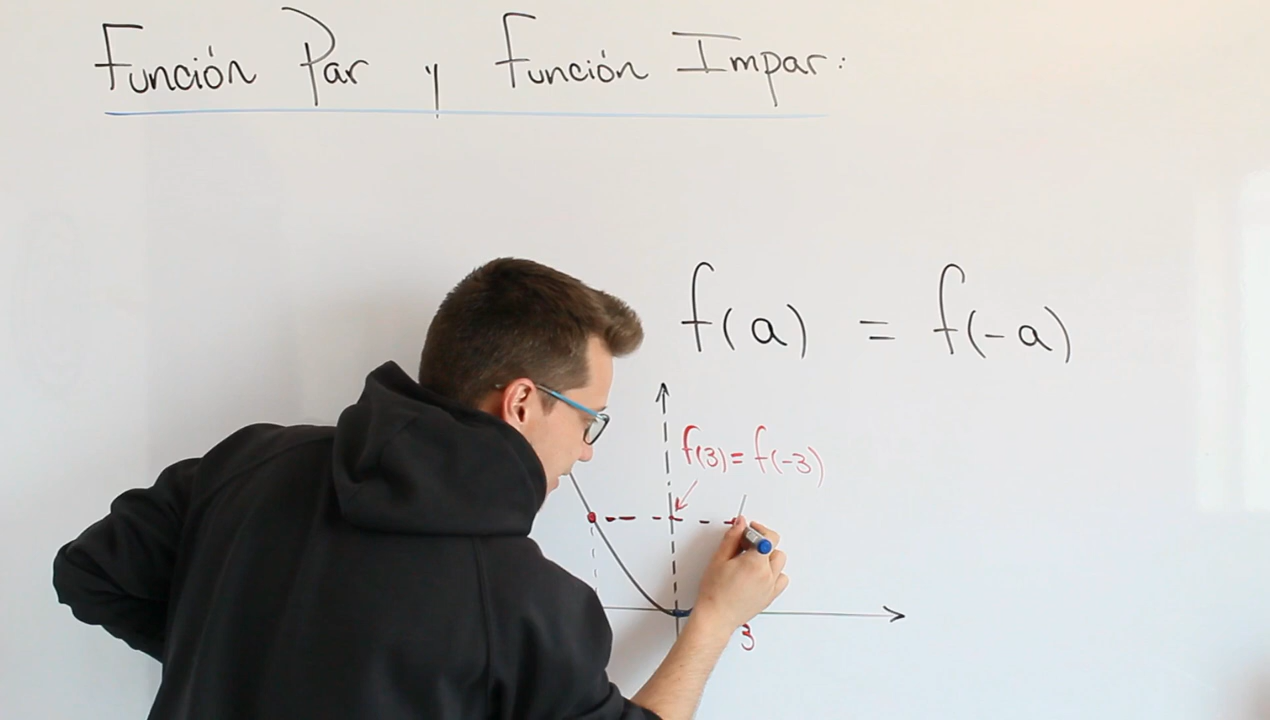 Función Par y Función Impar:
f(a) = f(-a)
f(3) = f(-3)
3